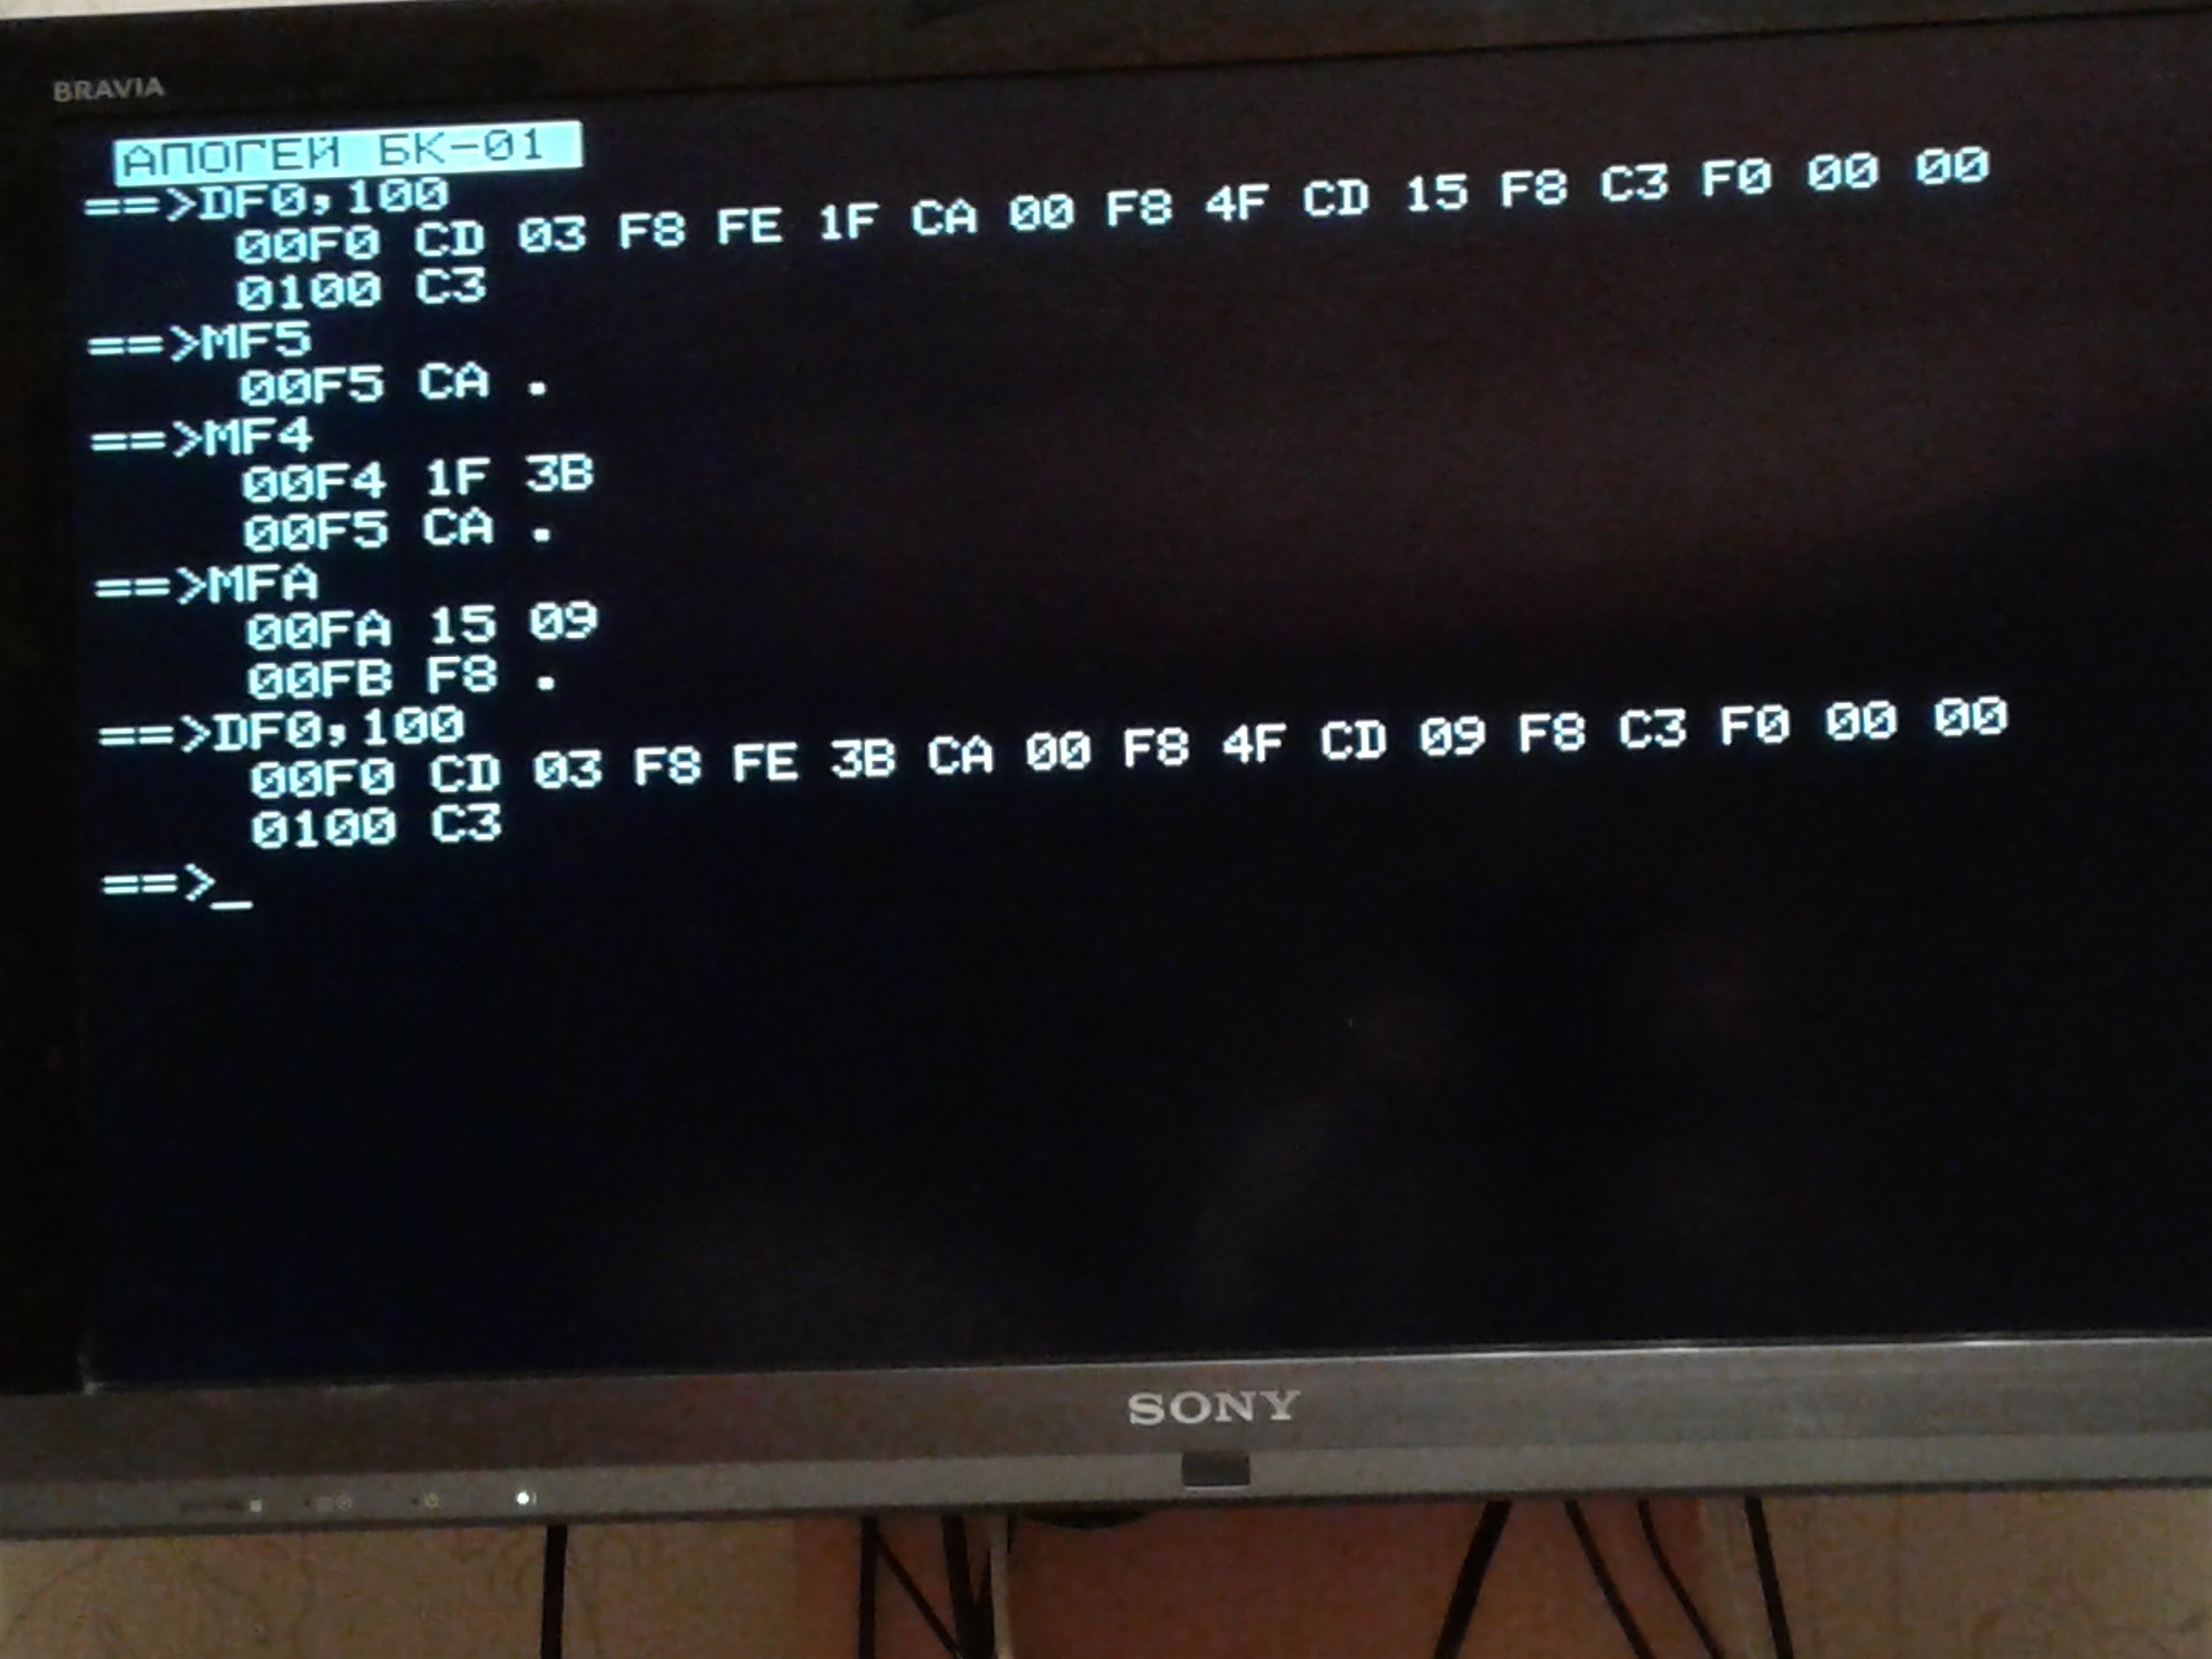 BRAVIA
АПОГЕЙ БК-01
==>DF0,100
00F0 CD 03 F8 FE 1F CA 00 F8 4F CD 15 F8 C3 F0 00 00
0100 C3
==>MF5
00F5 CA .
==>MF4
00F4 1F 3B
00F5 CA .
==>MFA
00FA 15 09
00FB F8 .
==>DF0,100
00F0 CD 03 F8 FE 3B CA 00 F8 4F CD 09 F8 C3 F0 00 00
0100 C3
==>_
SONY